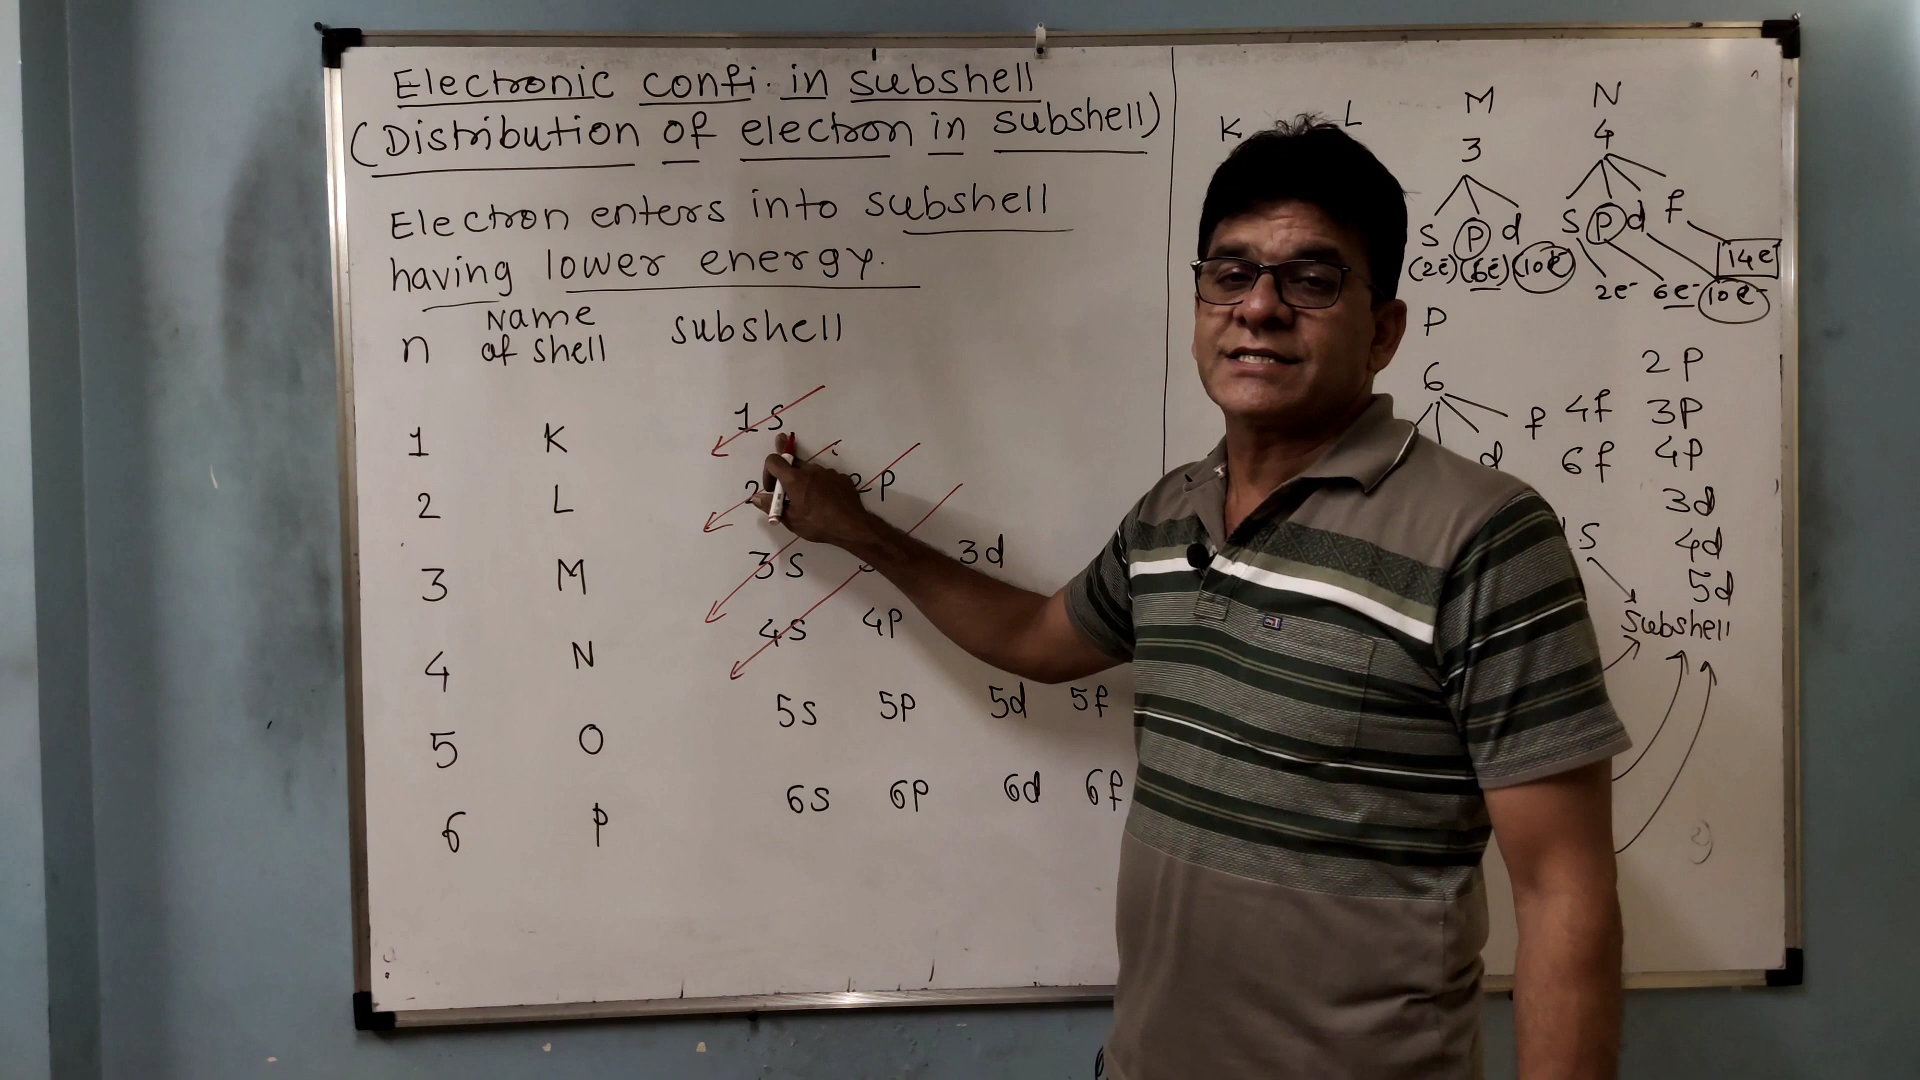 Electronic confi. in subshell
(Distribution of electron in subshell)
Electron enters into subshell
having lower energy.
n Name of shell subshell
1 K 1s
2 L 2p
3 M 3s 3d
4 N 4s 4p
5 O 5s 5p 5d 5f
6 P 6s 6p 6d 6f
K L M N
3 4
s p d s p d f
(2e⁻) (6e⁻) (10e⁻) 2e⁻ 6e⁻ 10e⁻ 14e⁻
P
6
d f
4f
6f
2p
3p
4p
3d
4d
5d
s
subshell